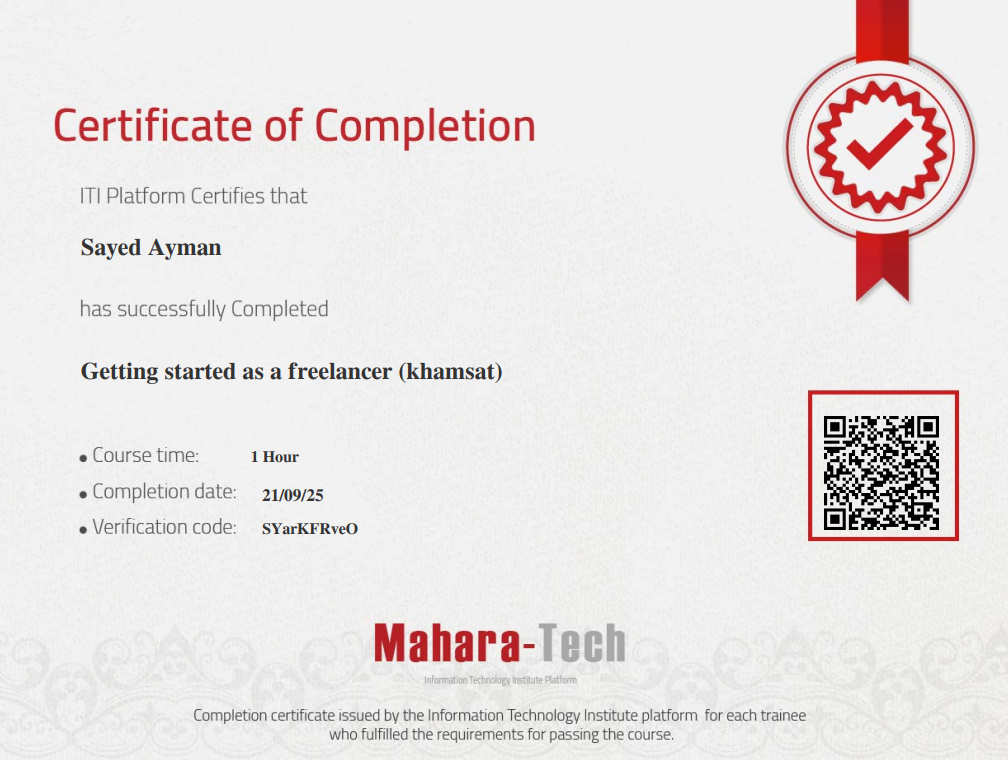 Certificate of Completion
ITI Platform Certifies that
Sayed Ayman
has successfully Completed
Getting started as a freelancer (khamsat)
Course time: 1 Hour
Completion date: 21/09/25
Verification code: SYarKFRveO
Mahara-Tech
Information Technology Institute Platform
Completion certificate issued by the Information Technology Institute platform for each trainee
who fulfilled the requirements for passing the course.